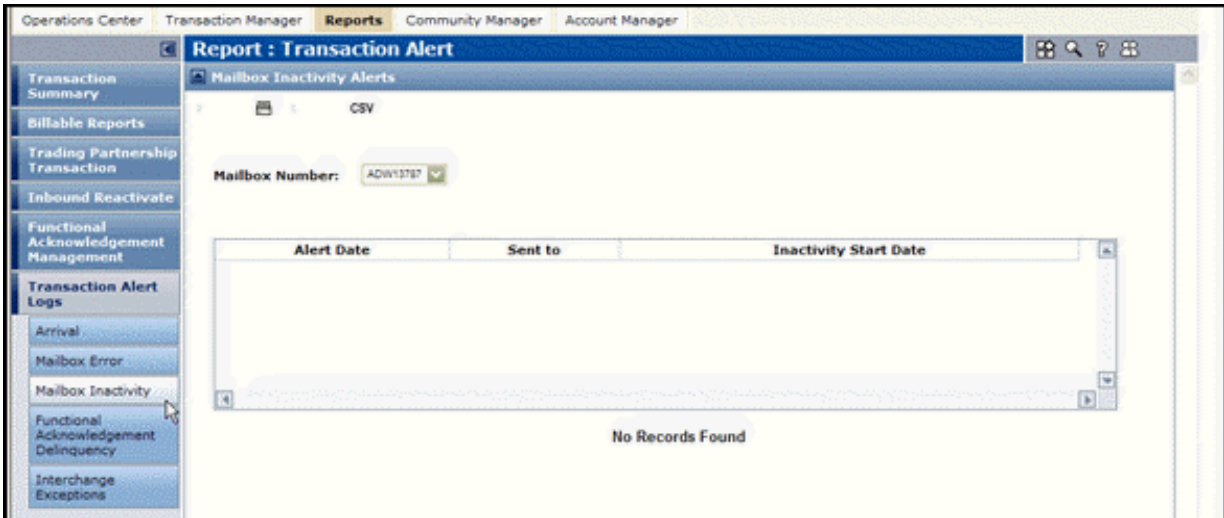 Operations Center Transaction Manager Reports Community Manager Account Manager
Report : Transaction Alert
Mailbox Inactivity Alerts
CSV
Mailbox Number: ADW13787
Alert Date Sent to Inactivity Start Date
No Records Found
Transaction
Summary
Billable Reports
Trading Partnership
Transaction
Inbound Reactivate
Functional
Acknowledgement
Management
Transaction Alert
Logs
Arrival
Mailbox Error
Mailbox Inactivity
Functional
Acknowledgement
Delinquency
Interchange
Exceptions